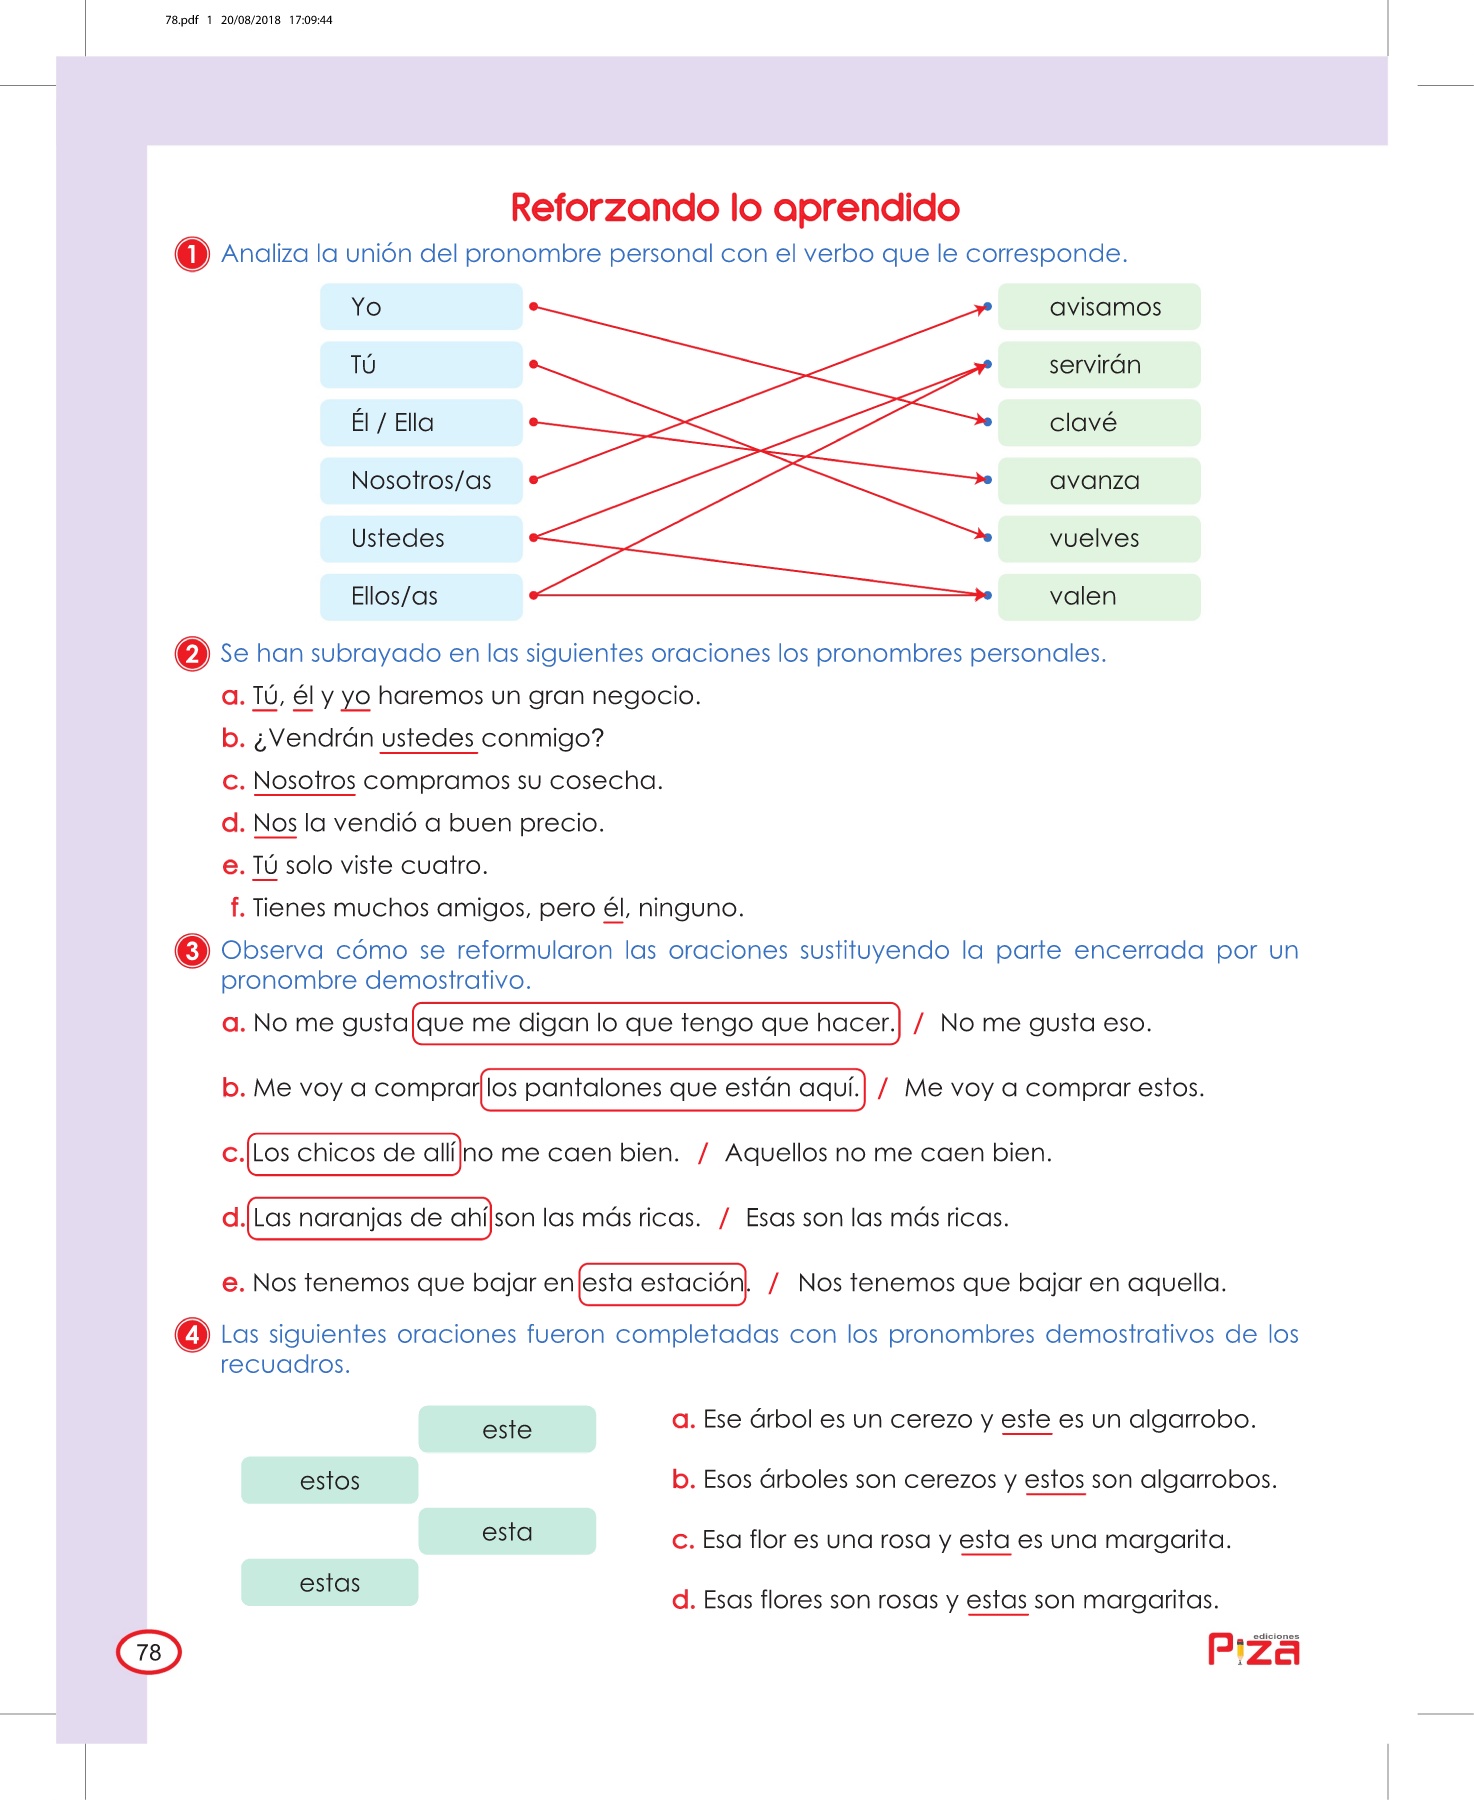 78.pdf 1 20/08/2018 17:09:44
Reforzando lo aprendido
1 Analiza la unión del pronombre personal con el verbo que le corresponde.
Yo avisamos
Tú servirán
Él / Ella clavé
Nosotros/as avanza
Ustedes vuelves
Ellos/as valen
2 Se han subrayado en las siguientes oraciones los pronombres personales.
a. Tú, él y yo haremos un gran negocio.
b. ¿Vendrán ustedes conmigo?
c. Nosotros compramos su cosecha.
d. Nos la vendió a buen precio.
e. Tú solo viste cuatro.
f. Tienes muchos amigos, pero él, ninguno.
3 Observa cómo se reformularon las oraciones sustituyendo la parte encerrada por un
pronombre demostrativo.
a. No me gusta que me digan lo que tengo que hacer. / No me gusta eso.
b. Me voy a comprar los pantalones que están aquí. / Me voy a comprar estos.
c. Los chicos de allí no me caen bien. / Aquellos no me caen bien.
d. Las naranjas de ahí son las más ricas. / Esas son las más ricas.
e. Nos tenemos que bajar en esta estación. / Nos tenemos que bajar en aquella.
4 Las siguientes oraciones fueron completadas con los pronombres demostrativos de los
recuadros.
este
estos
esta
estas
a. Ese árbol es un cerezo y este es un algarrobo.
b. Esos árboles son cerezos y estos son algarrobos.
c. Esa flor es una rosa y esta es una margarita.
d. Esas flores son rosas y estas son margaritas.
78
ediciones
Piza